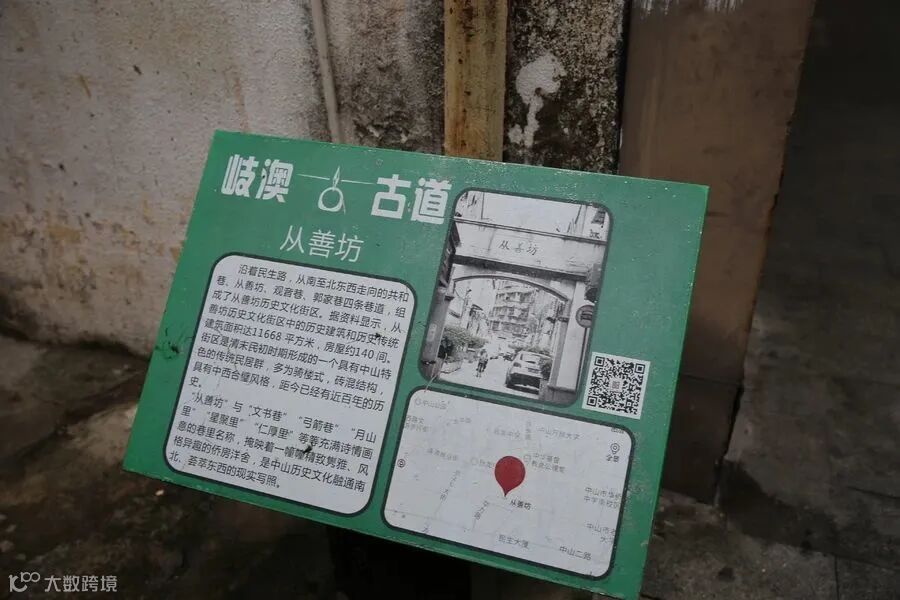 岐澳古道
从善坊
沿着民生路，从南至北东西走向的共和
巷、从善坊、观音巷、郭家巷四条巷道，组
成了从善坊历史文化街区。据资料显示，从
善坊历史文化街区中的历史建筑和历史传统
建筑面积达11668 平方米，房屋约140 间。
街区是清末民初时期形成的一个具有中山特
色的传统民居群，多为骑楼式，砖混结构，
具有中西合璧风格，距今已经有近百年的历
史。
“从善坊”与“文书巷”“弓箭巷”“月山
里”“星聚里”“仁厚里”等等充满诗情画
意的巷里名称，掩映着一幢幢精致隽雅、风
格异趣的侨房洋舍，是中山历史文化融通南
北、荟萃东西的现实写照。
从善坊
中山公园
从善坊
民生大厦
中山二路
大数跨境